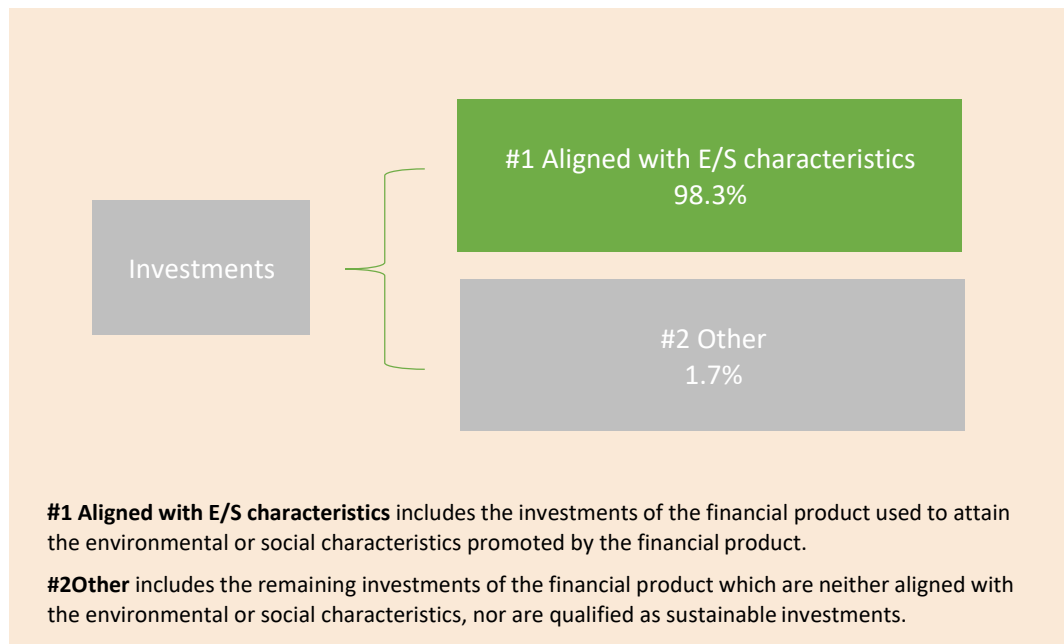 #1 Aligned with E/S characteristics
98.3%
Investments
#2 Other
1.7%
#1 Aligned with E/S characteristics includes the investments of the financial product used to attain
the environmental or social characteristics promoted by the financial product.
#2Other includes the remaining investments of the financial product which are neither aligned with
the environmental or social characteristics, nor are qualified as sustainable investments.